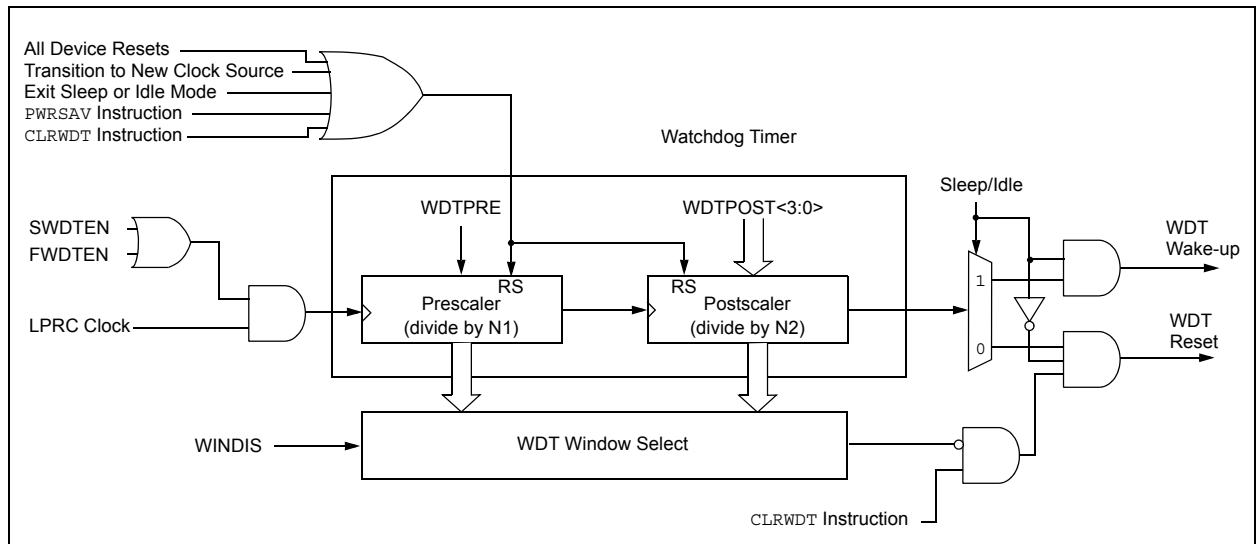 All Device Resets
Transition to New Clock Source
Exit Sleep or Idle Mode
PWRSAV Instruction
CLRWDT Instruction
Watchdog Timer
Sleep/Idle
WDTPRE
WDTPOST<3:0>
SWDTEN
FWDTEN
WDT
Wake-up
RS
RS
1
Prescaler
(divide by N1)
Postscaler
(divide by N2)
LPRC Clock
WDT
Reset
0
WINDIS
WDT Window Select
CLRWDT Instruction